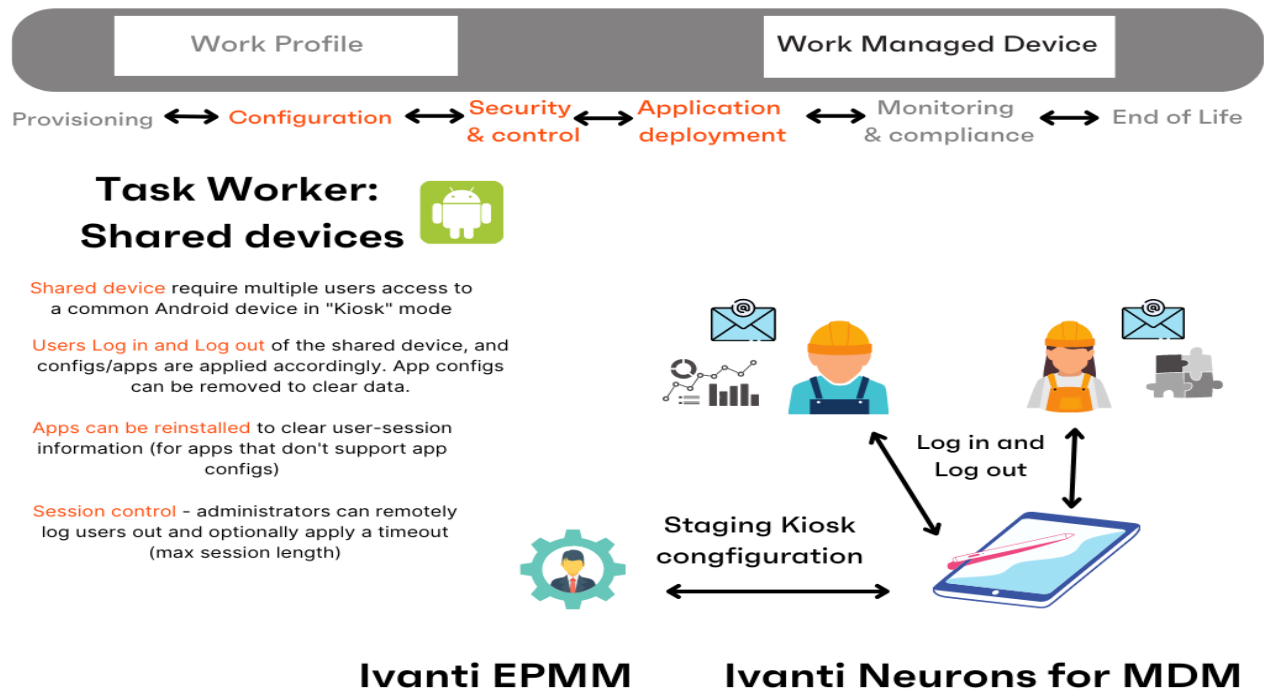 Work Profile
Work Managed Device
Provisioning
Configuration
Security
& control
Application
deployment
Monitoring
& compliance
End of Life
Task Worker:
Shared devices
Shared device require multiple users access to
a common Android device in "Kiosk" mode
Users Log in and Log out of the shared device, and
configs/apps are applied accordingly. App configs
can be removed to clear data.
Apps can be reinstalled to clear user-session
information (for apps that don't support app
configs)
Session control - administrators can remotely
log users out and optionally apply a timeout
(max session length)
@
@
Log in and
Log out
Staging Kiosk
congfiguration
Ivanti EPMM
Ivanti Neurons for MDM